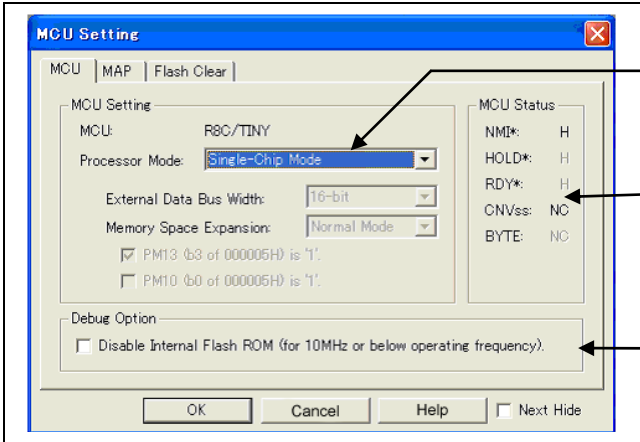 MCU Setting
MCU MAP Flash Clear
MCU Setting
MCU: R8C/TINY
Processor Mode: Single-Chip Mode
External Data Bus Width: 16-bit
Memory Space Expansion: Normal Mode
PM13 (b3 of 000005H) is '1'.
PM10 (b0 of 000005H) is '1'.
MCU Status
NMI*: H
HOLD*: H
RDY*: H
CNVss: NC
BYTE: NC
Debug Option
Disable Internal Flash ROM (for 10MHz or below operating frequency).
OK Cancel Help Next Hide